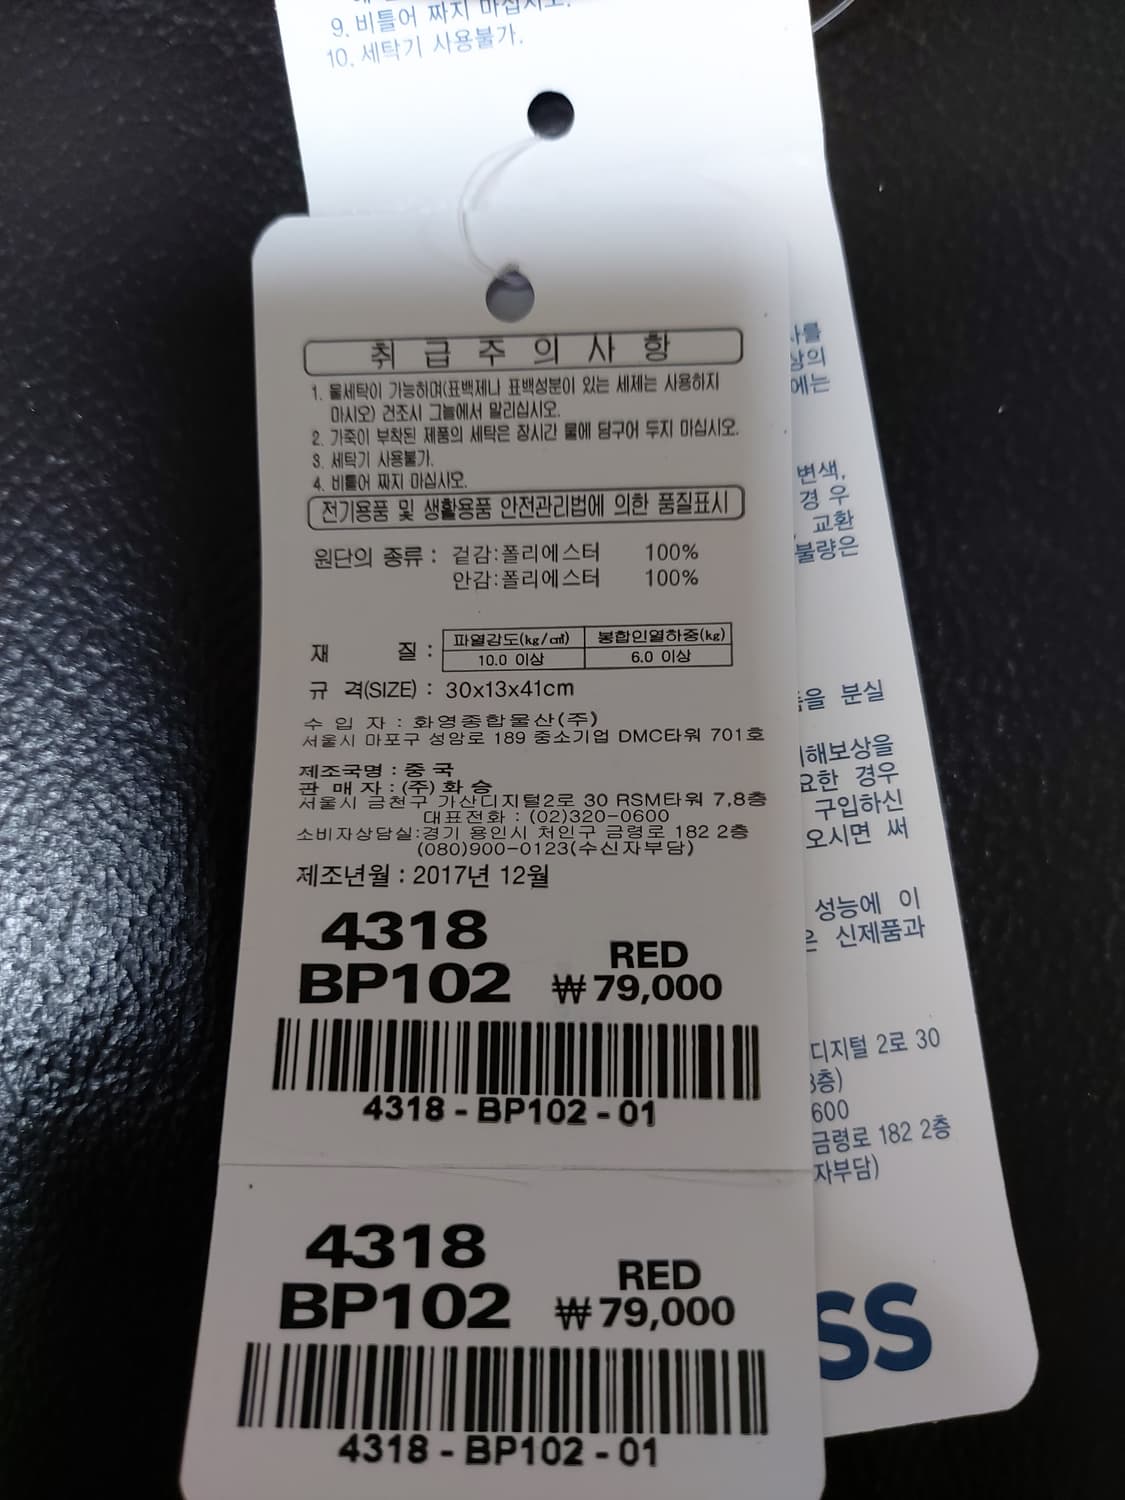 9. 비틀어 짜지 마십시오.
10. 세탁기 사용불가.
취 급 주 의 사 항
1. 물세탁이 가능하며(표백제나 표백성분이 있는 세제는 사용하지
마시오) 건조시 그늘에서 말리십시오.
2. 가죽이 부착된 제품의 세탁은 장시간 물에 담구어 두지 마십시오.
3. 세탁기 사용불가.
4. 비틀어 짜지 마십시오.
전기용품 및 생활용품 안전관리법에 의한 품질표시
원단의 종류 : 겉감:폴리에스터 100%
안감:폴리에스터 100%
재 질 : 파열강도(kg/㎠) 봉합인열하중(kg)
10.0 이상 6.0 이상
규 격(SIZE) : 30x13x41cm
수 입 자 : 화영종합물산(주)
서울시 마포구 성암로 189 중소기업 DMC타워 701호
제조국명 : 중 국
판 매 자 : (주) 화 승
서울시 금천구 가산디지털2로 30 RSM타워 7,8층
대표전화 : (02)320-0600
소비자상담실:경기 용인시 처인구 금령로 182 2층
(080)900-0123(수신자부담)
제조년월 : 2017년 12월
4318
BP102 RED
₩79,000
4318 - BP102 - 01
4318
BP102 RED
₩79,000
4318 - BP102 - 01
상의
에는
변색,
경 우
교환
불량은
분실
해보상을
요한 경우
구입하신
오시면 써
성능에 이
신제품과
디지털 2로 30
층)
600
금령로 182 2층
자부담)
SS